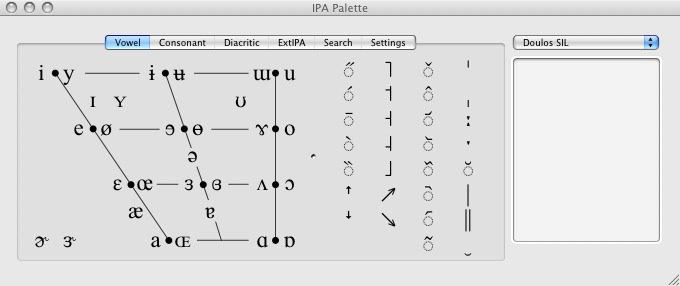 IPA Palette
Vowel Consonant Diacritic ExtIPA Search Settings
Doulos SIL
i y ɨ ʉ ɯ u
ɪ ʏ ʊ
e ø ɘ ɵ ɤ o
ə
ɛ œ ɜ ɞ ʌ ɔ
æ ɐ
ɚ ɝ a ɶ ɑ ɒ